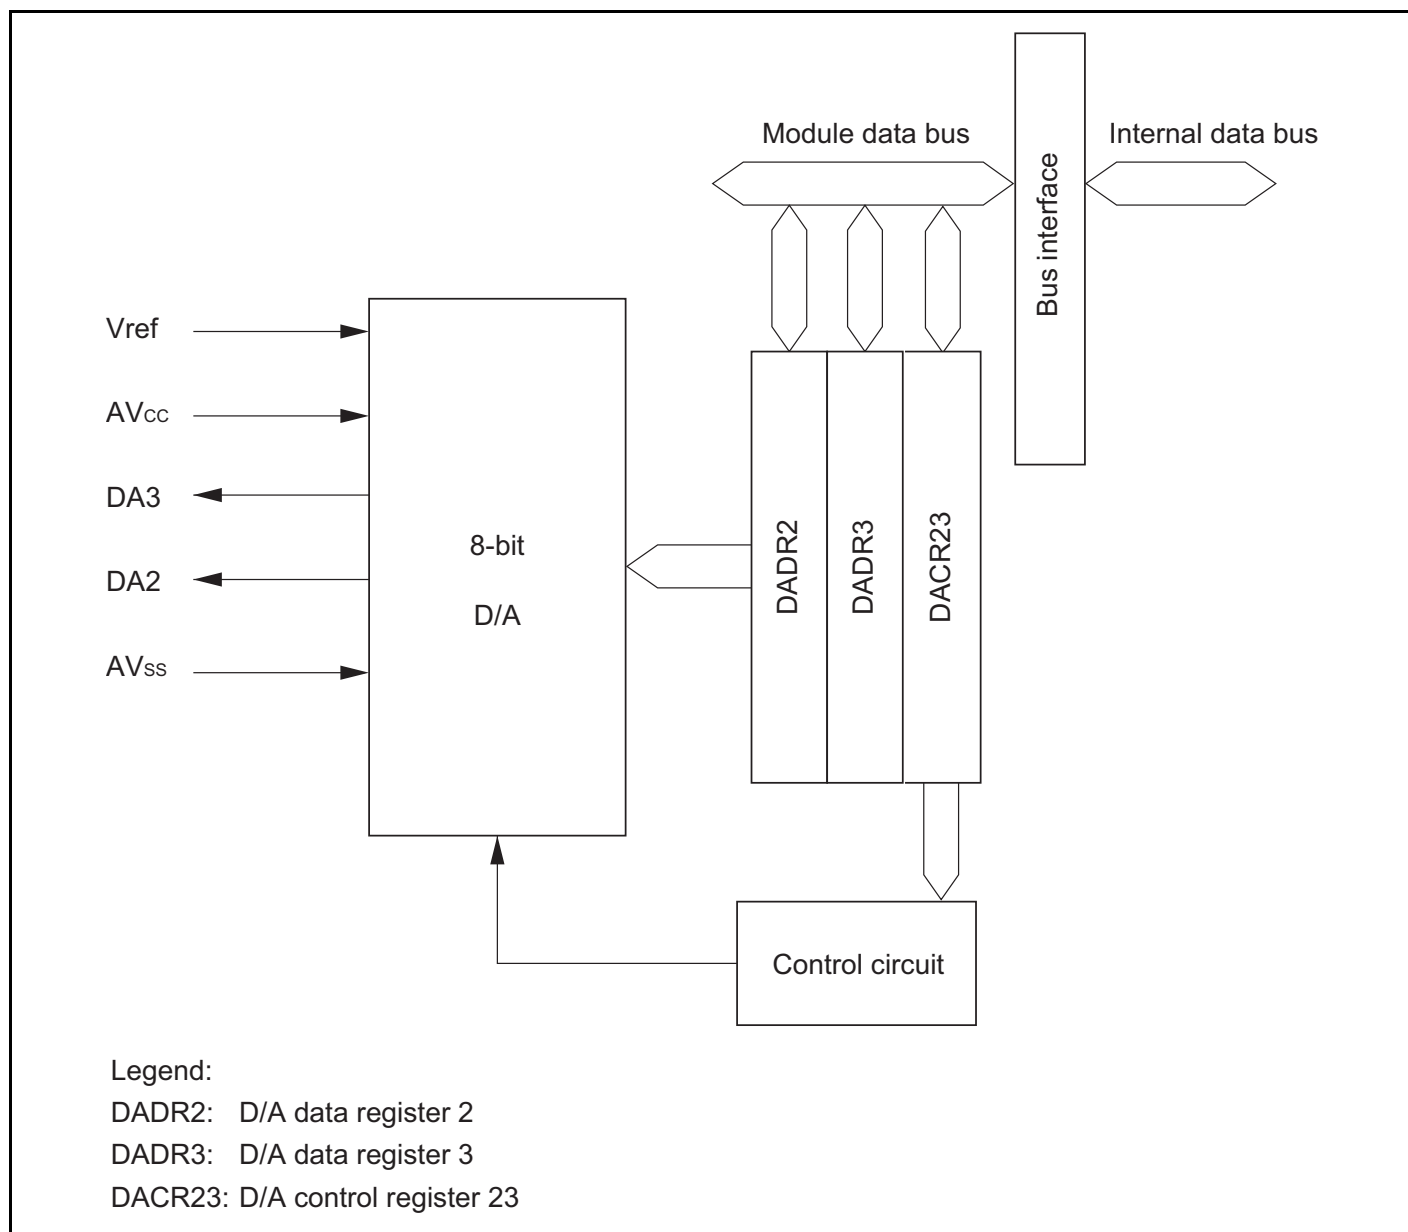 Module data bus
Internal data bus
Bus interface
Vref
AVCC
DA3
DA2
AVSS
8-bit
D/A
DADR2
DADR3
DACR23
Control circuit
Legend:
DADR2: D/A data register 2
DADR3: D/A data register 3
DACR23: D/A control register 23